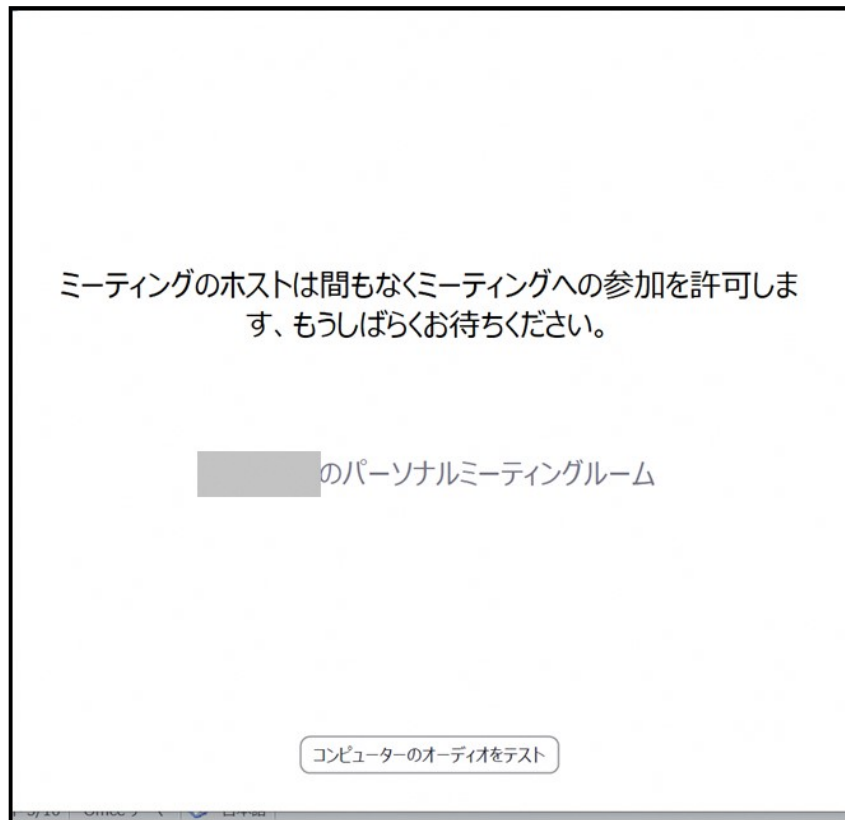 ミーティングのホストは間もなくミーティングへの参加を許可しま
す、もうしばらくお待ちください。
のパーソナルミーティングルーム
コンピューターのオーディオをテスト